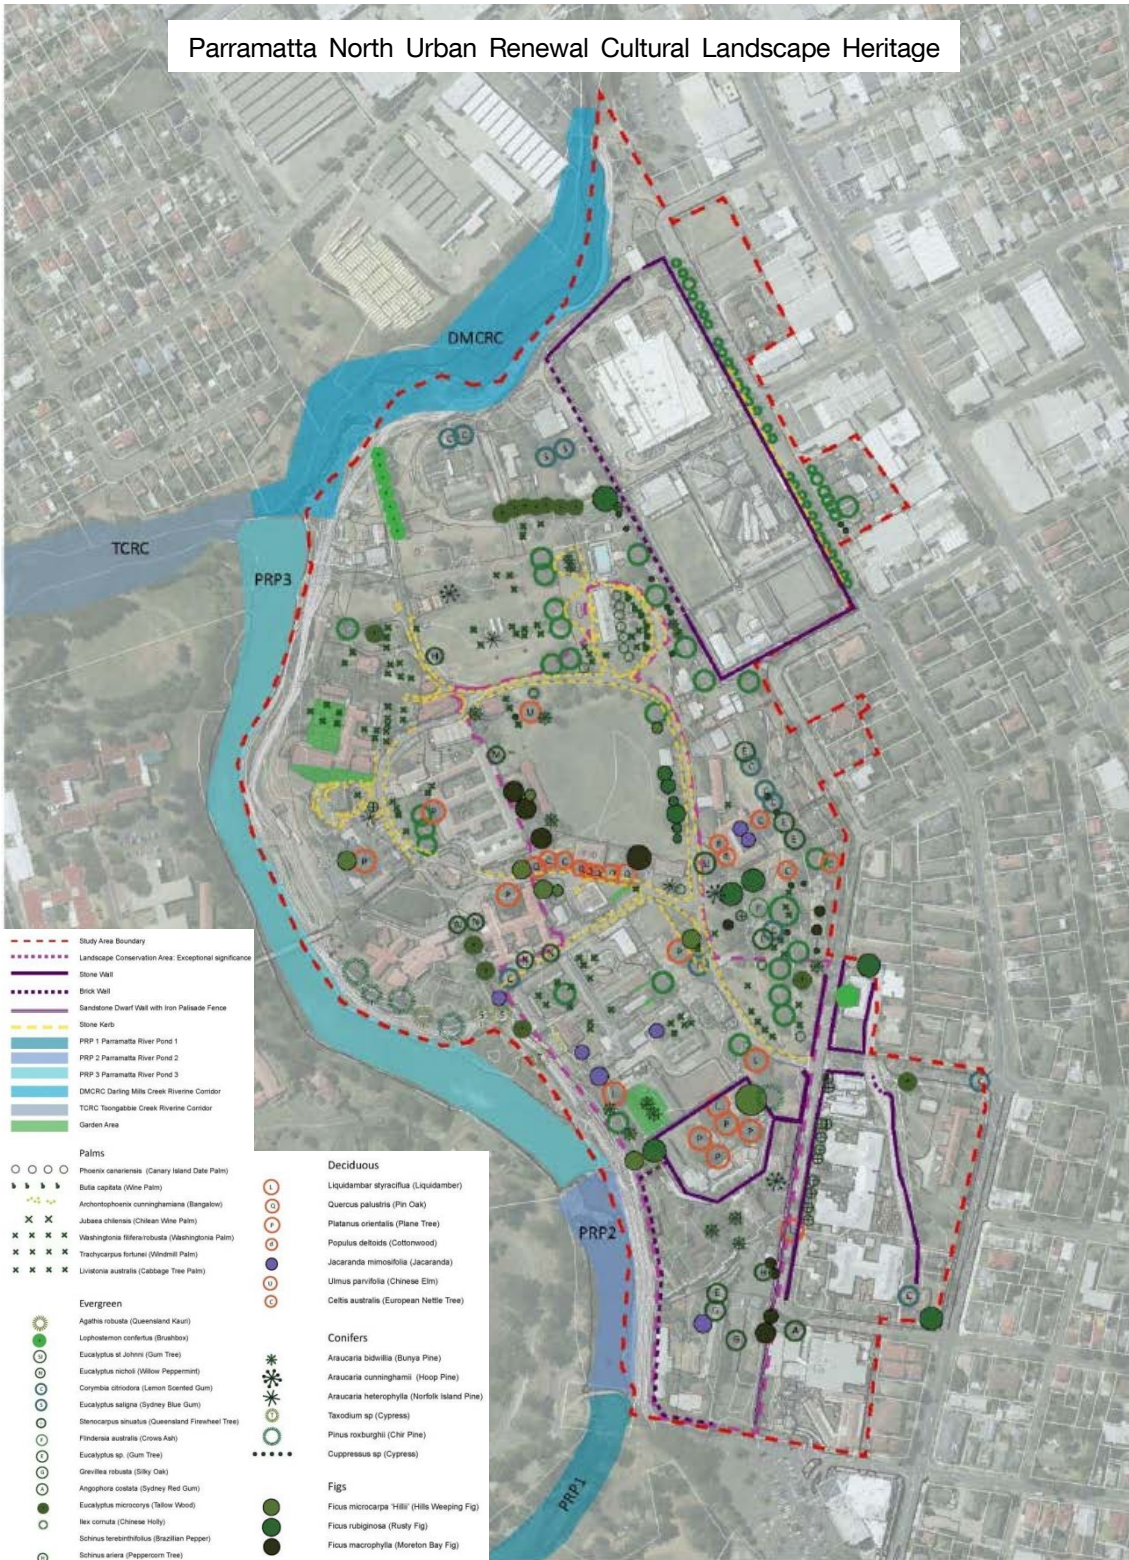 Parramatta North Urban Renewal Cultural Landscape Heritage
DMCRC
TCRC
PRP3
PRP2
PRP1
Study Area Boundary
Landscape Conservation Area: Exceptional significance
Stone Wall
Brick Wall
Sandstone Dwarf Wall with Iron Palisade Fence
Stone Kerb
PRP 1 Parramatta River Pond 1
PRP 2 Parramatta River Pond 2
PRP 3 Parramatta River Pond 3
DMCRC Darling Mills Creek Riverine Corridor
TCRC Toongabbie Creek Riverine Corridor
Garden Area
Palms
Phoenix canariensis (Canary Island Date Palm)
Butia capitata (Wine Palm)
Archontophoenix cunninghamiana (Bangalow)
Jubaea chilensis (Chilean Wine Palm)
Washingtonia filifera/robusta (Washingtonia Palm)
Trachycarpus fortunei (Windmill Palm)
Livistonia australis (Cabbage Tree Palm)
Evergreen
Agathis robusta (Queensland Kauri)
Lophostemon confertus (Brushbox)
Eucalyptus st Johnni (Gum Tree)
Eucalyptus nicholi (Willow Peppermint)
Corymbia citriodora (Lemon Scented Gum)
Eucalyptus saligna (Sydney Blue Gum)
Stenocarpus sinuatus (Queensland Firewheel Tree)
Flindersia australis (Crows Ash)
Eucalyptus sp. (Gum Tree)
Grevillea robusta (Silky Oak)
Angophora costata (Sydney Red Gum)
Eucalyptus microcorys (Tallow Wood)
Ilex cornuta (Chinese Holly)
Schinus terebinthifolius (Brazillian Pepper)
Schinus ariera (Peppercorn Tree)
Deciduous
L Liquidambar styraciflua (Liquidamber)
Q Quercus palustris (Pin Oak)
P Platanus orientalis (Plane Tree)
d Populus deltoids (Cottonwood)
Jacaranda mimosifolia (Jacaranda)
U Ulmus parvifolia (Chinese Elm)
C Celtis australis (European Nettle Tree)
Conifers
Araucaria bidwillia (Bunya Pine)
Araucaria cunninghamii (Hoop Pine)
Araucaria heterophylla (Norfolk Island Pine)
T Taxodium sp (Cypress)
Pinus roxburghii (Chir Pine)
Cuppressus sp (Cypress)
Figs
Ficus microcarpa 'Hillii' (Hills Weeping Fig)
Ficus rubiginosa (Rusty Fig)
Ficus macrophylla (Moreton Bay Fig)